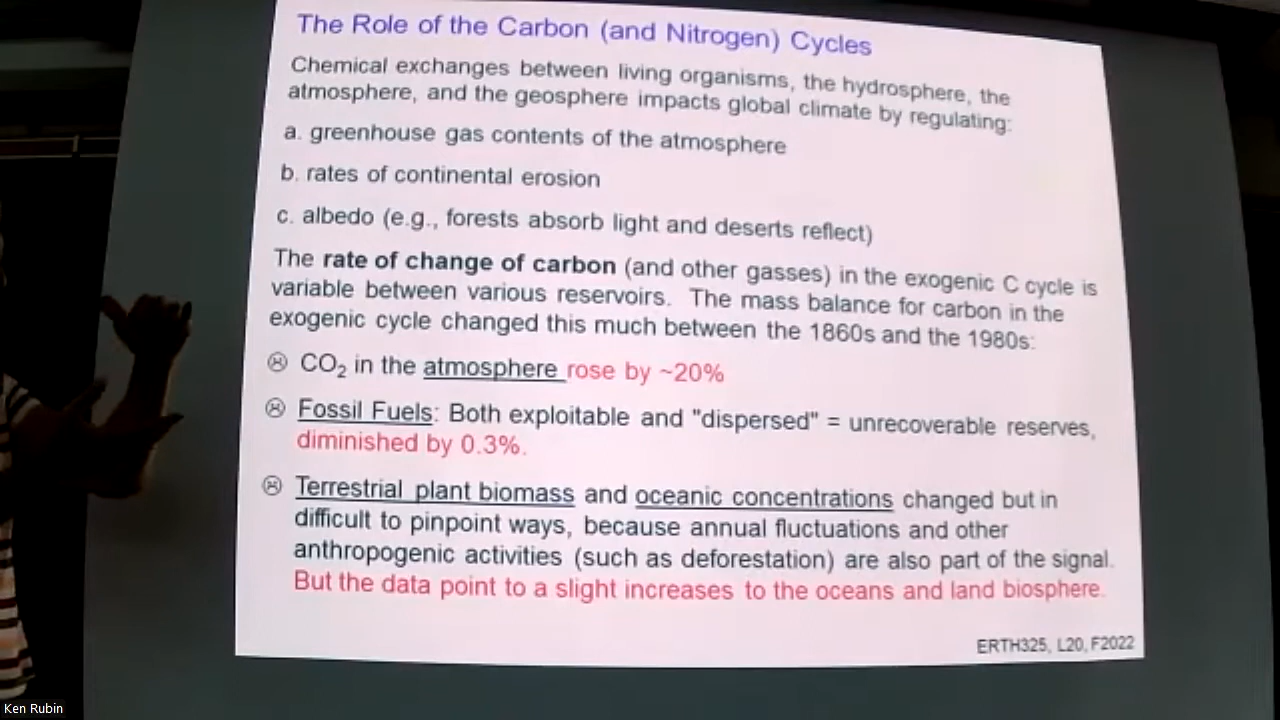 The Role of the Carbon (and Nitrogen) Cycles
Chemical exchanges between living organisms, the hydrosphere, the
atmosphere, and the geosphere impacts global climate by regulating:
a. greenhouse gas contents of the atmosphere
b. rates of continental erosion
c. albedo (e.g., forests absorb light and deserts reflect)
The rate of change of carbon (and other gasses) in the exogenic C cycle is
variable between various reservoirs. The mass balance for carbon in the
exogenic cycle changed this much between the 1860s and the 1980s:
☹ CO₂ in the atmosphere rose by ~20%
☹ Fossil Fuels: Both exploitable and "dispersed" = unrecoverable reserves,
diminished by 0.3%.
☹ Terrestrial plant biomass and oceanic concentrations changed but in
difficult to pinpoint ways, because annual fluctuations and other
anthropogenic activities (such as deforestation) are also part of the signal.
But the data point to a slight increases to the oceans and land biosphere.
ERTH325, L20, F2022
Ken Rubin